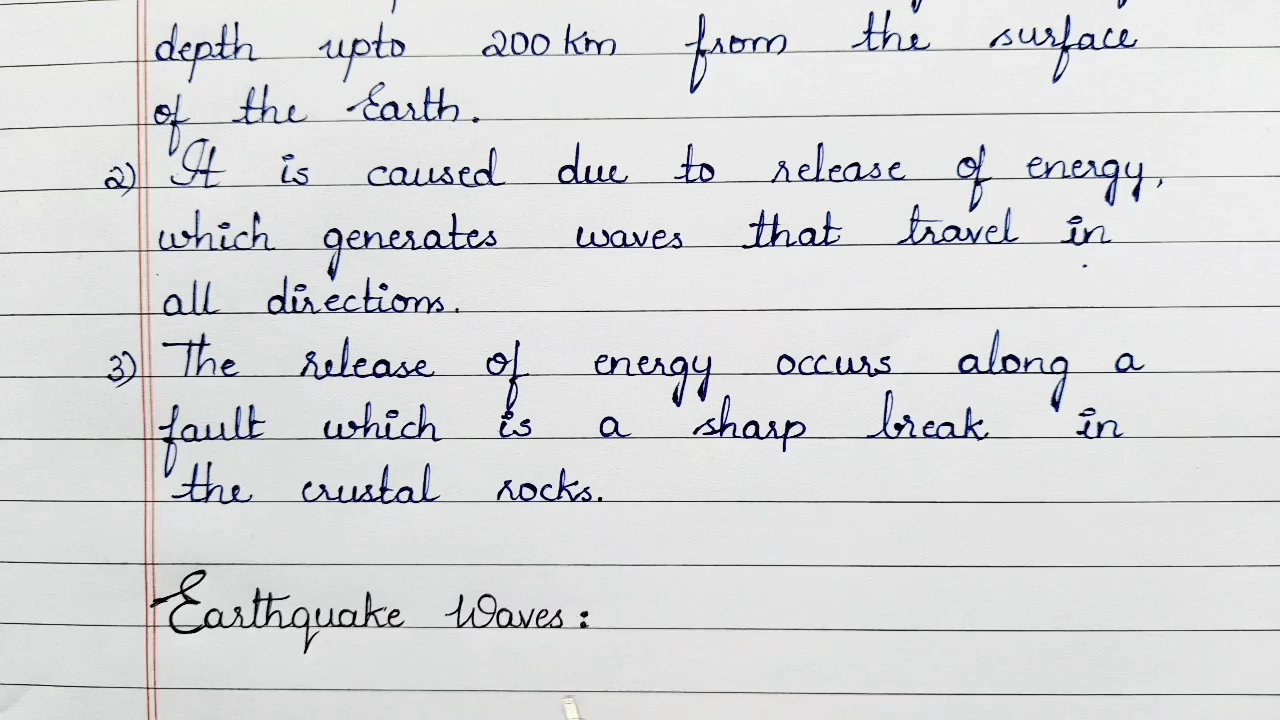 depth upto 200 km from the surface
of the Earth.
2) It is caused due to release of energy,
which generates waves that travel in
all directions.
3) The release of energy occurs along a
fault which is a sharp break in
the crustal rocks.
Earthquake Waves: